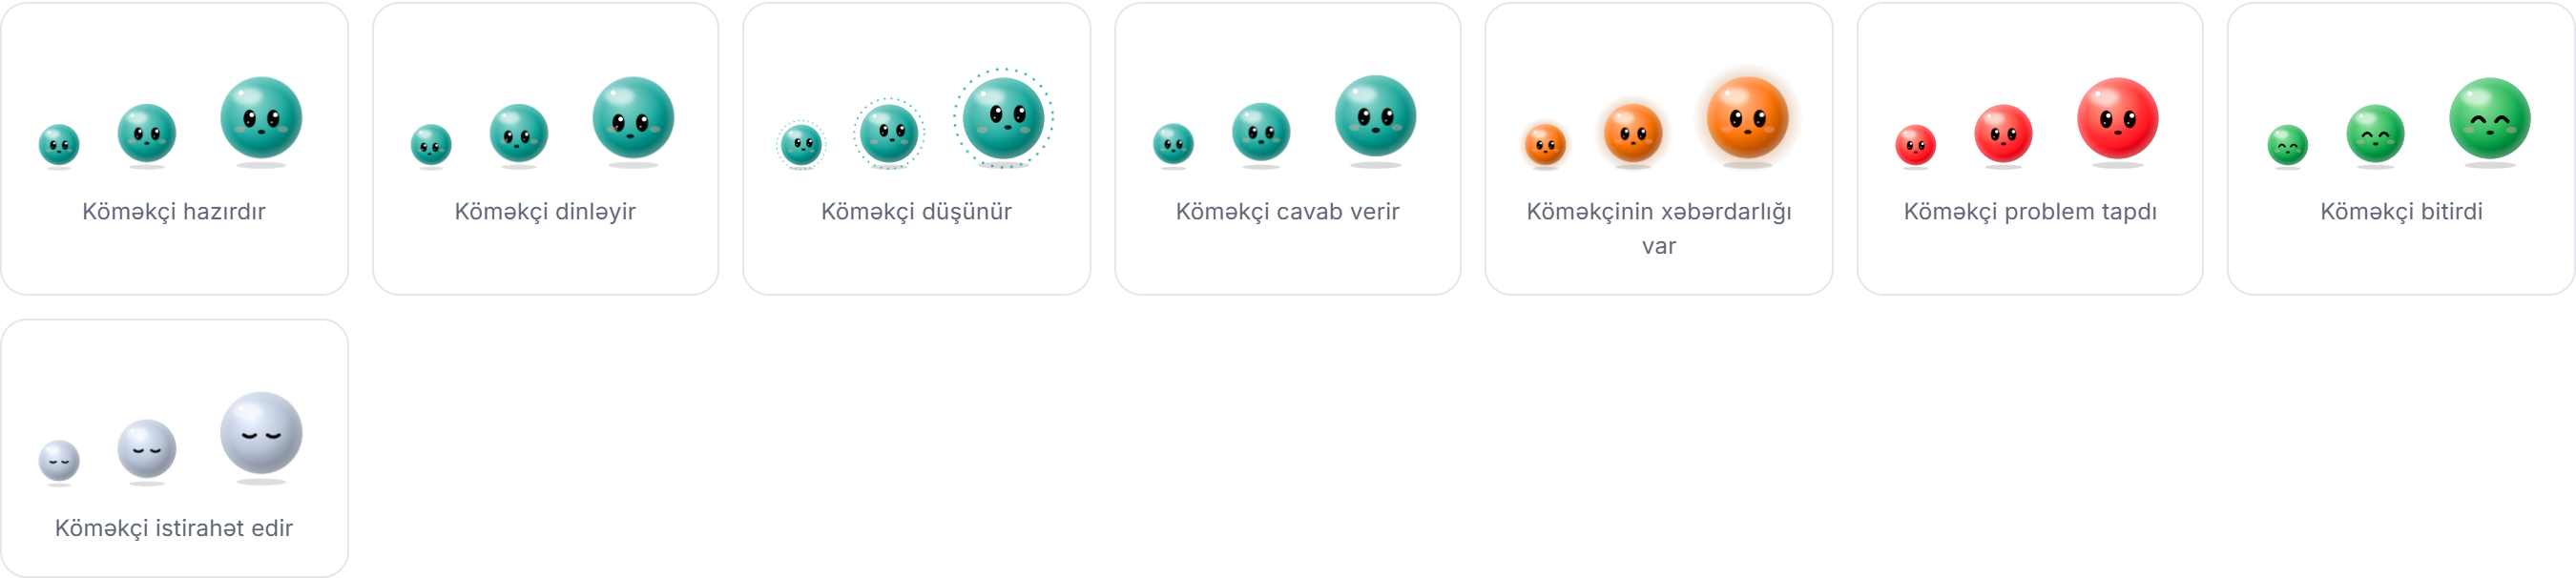 Köməkçi hazırdır
Köməkçi dinləyir
Köməkçi düşünür
Köməkçi cavab verir
Köməkçinin xəbərdarlığı
var
Köməkçi problem tapdı
Köməkçi bitirdi
Köməkçi istirahət edir